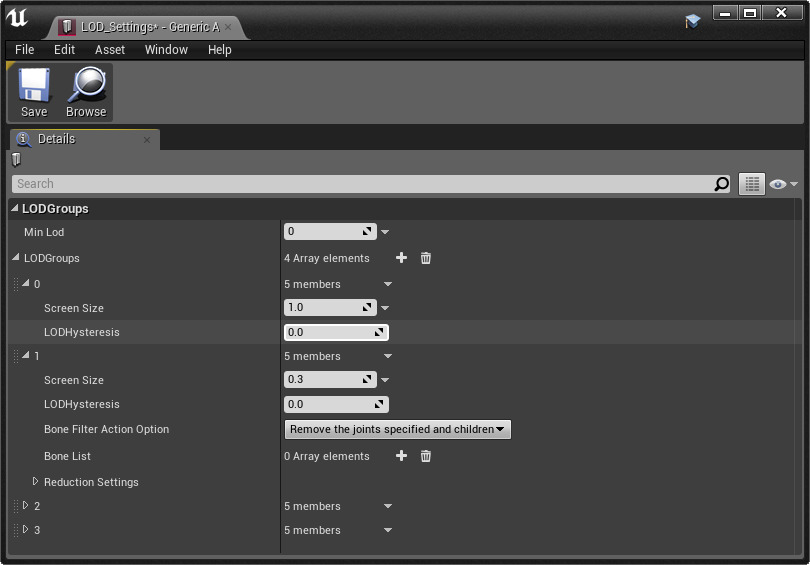 LOD_Settings* - Generic A
File Edit Asset Window Help
Save Browse
Details
Search
LODGroups
Min Lod 0
LODGroups 4 Array elements
0 5 members
Screen Size 1.0
LODHysteresis 0.0
1 5 members
Screen Size 0.3
LODHysteresis 0.0
Bone Filter Action Option Remove the joints specified and children
Bone List 0 Array elements
Reduction Settings
2 5 members
3 5 members